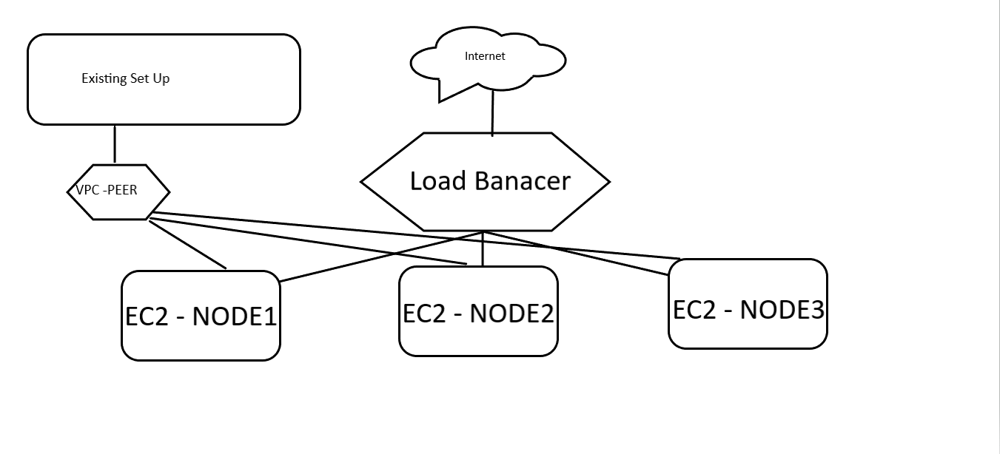 Existing Set Up
Internet
VPC -PEER
Load Banacer
EC2 - NODE1
EC2 - NODE2
EC2 - NODE3